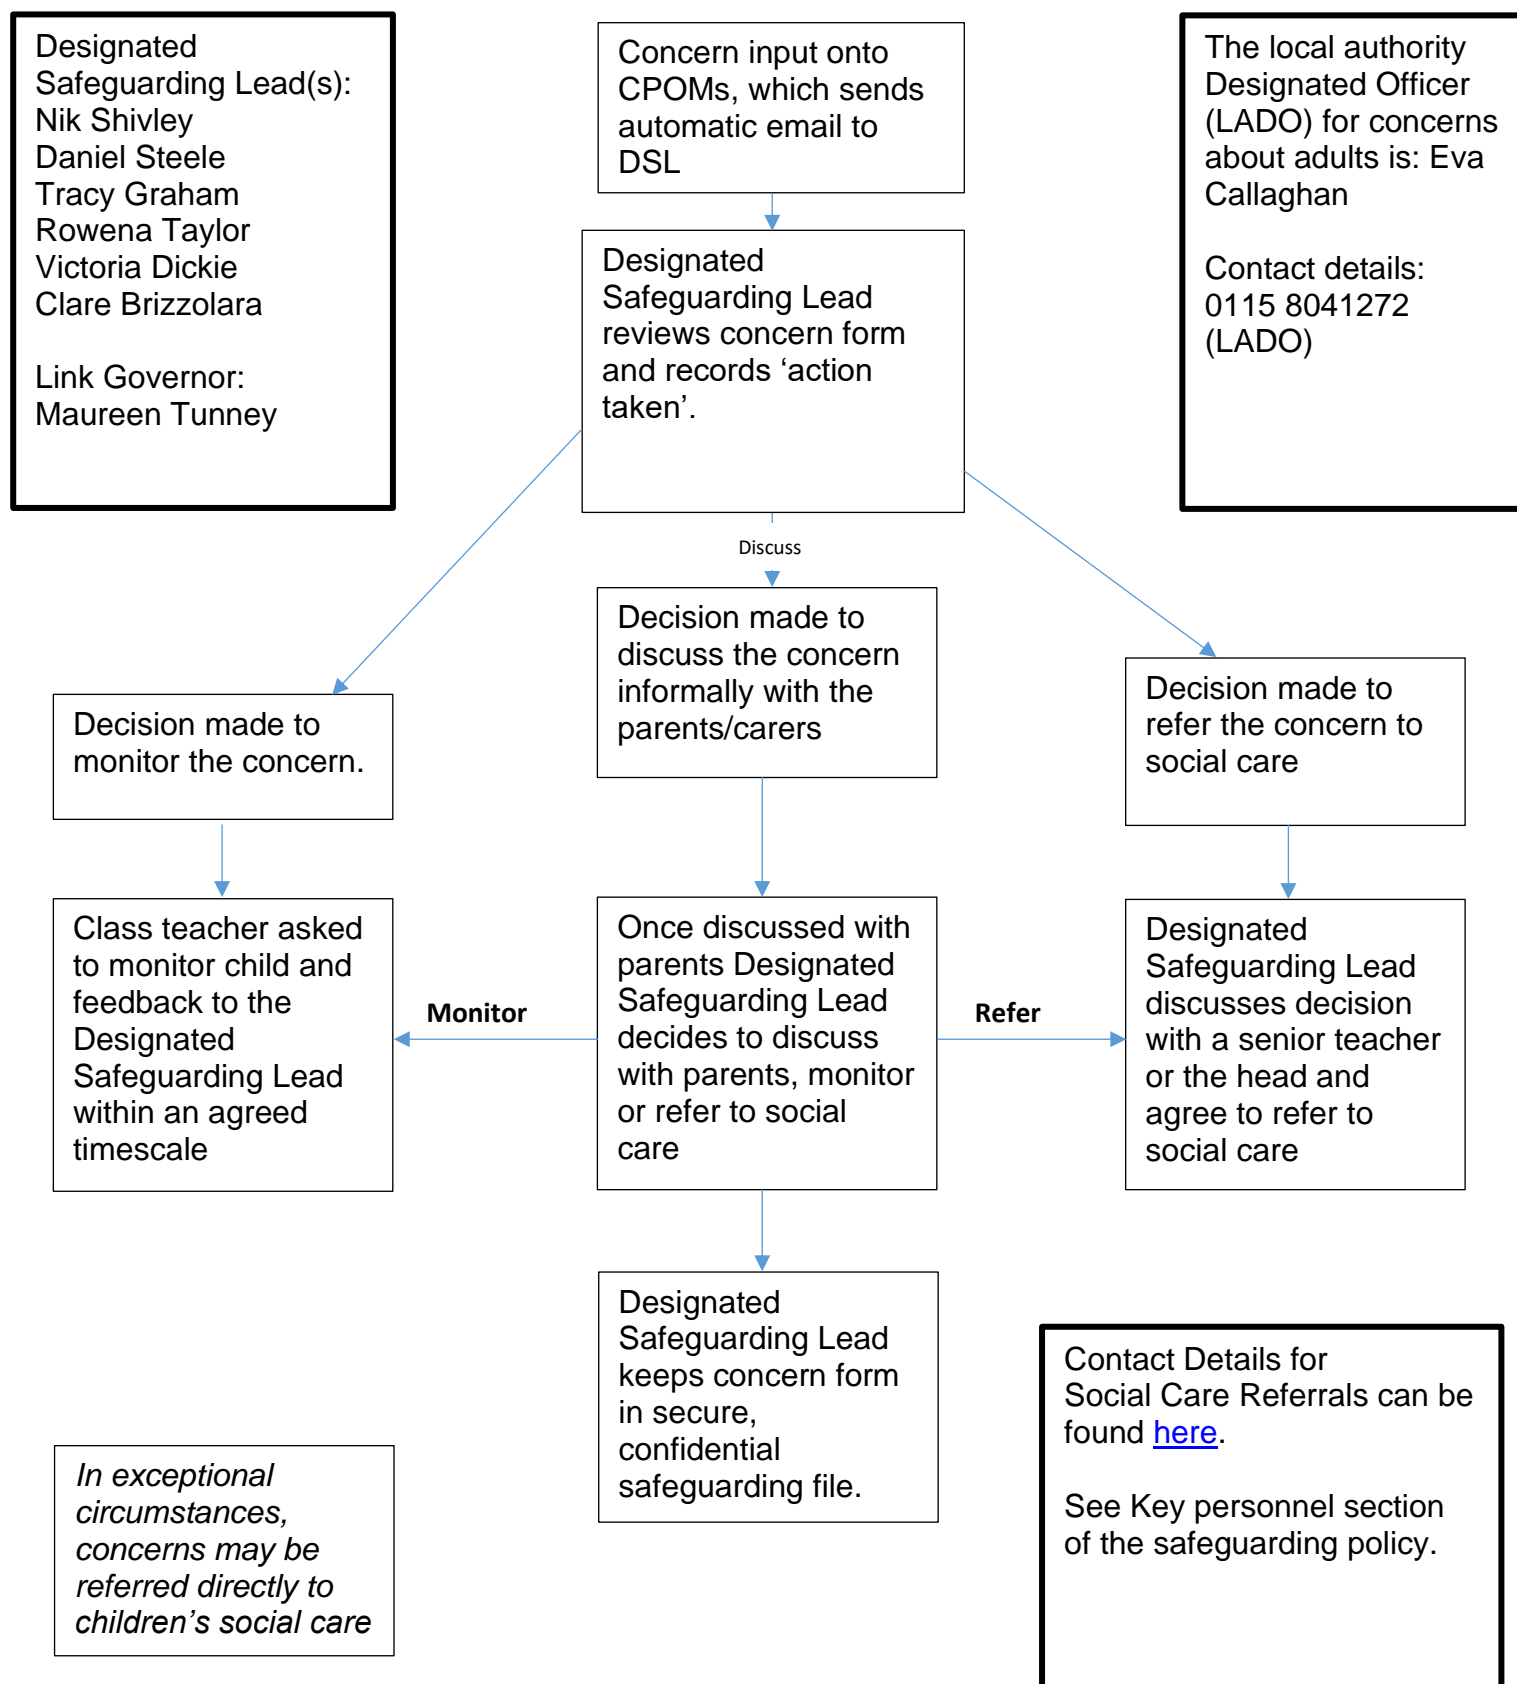 Designated
Safeguarding Lead(s):
Nik Shivley
Daniel Steele
Tracy Graham
Rowena Taylor
Victoria Dickie
Clare Brizzolara
Link Governor:
Maureen Tunney
Concern input onto
CPOMs, which sends
automatic email to
DSL
The local authority
Designated Officer
(LADO) for concerns
about adults is: Eva
Callaghan
Contact details:
0115 8041272
(LADO)
Designated
Safeguarding Lead
reviews concern form
and records ‘action
taken’.
Discuss
Decision made to
discuss the concern
informally with the
parents/carers
Decision made to
monitor the concern.
Decision made to
refer the concern to
social care
Class teacher asked
to monitor child and
feedback to the
Designated
Safeguarding Lead
within an agreed
timescale
Monitor
Once discussed with
parents Designated
Safeguarding Lead
decides to discuss
with parents, monitor
or refer to social
care
Refer
Designated
Safeguarding Lead
discusses decision
with a senior teacher
or the head and
agree to refer to
social care
Designated
Safeguarding Lead
keeps concern form
in secure,
confidential
safeguarding file.
In exceptional
circumstances,
concerns may be
referred directly to
children’s social care
Contact Details for
Social Care Referrals can be
found here.
See Key personnel section
of the safeguarding policy.